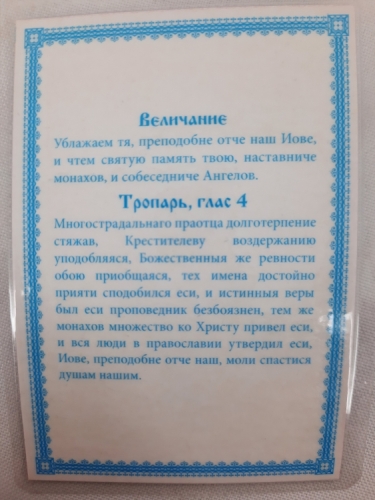 Величание
Ублажаем тя, преподобне отче наш Иове,
и чтем святую память твою, наставниче
монахов, и собеседниче Ангелов.
Тропарь, глас 4
Многострадальнаго праотца долготерпение
стяжав, Крестителеву воздержанию
уподобляяся, Божественныя же ревности
обою приобщаяся, тех имена достойно
прияти сподобился еси, и истинныя веры
был еси проповедник безбоязнен, тем же
монахов множество ко Христу привел еси,
и вся люди в православии утвердил еси,
Иове, преподобне отче наш, моли спастися
душам нашим.